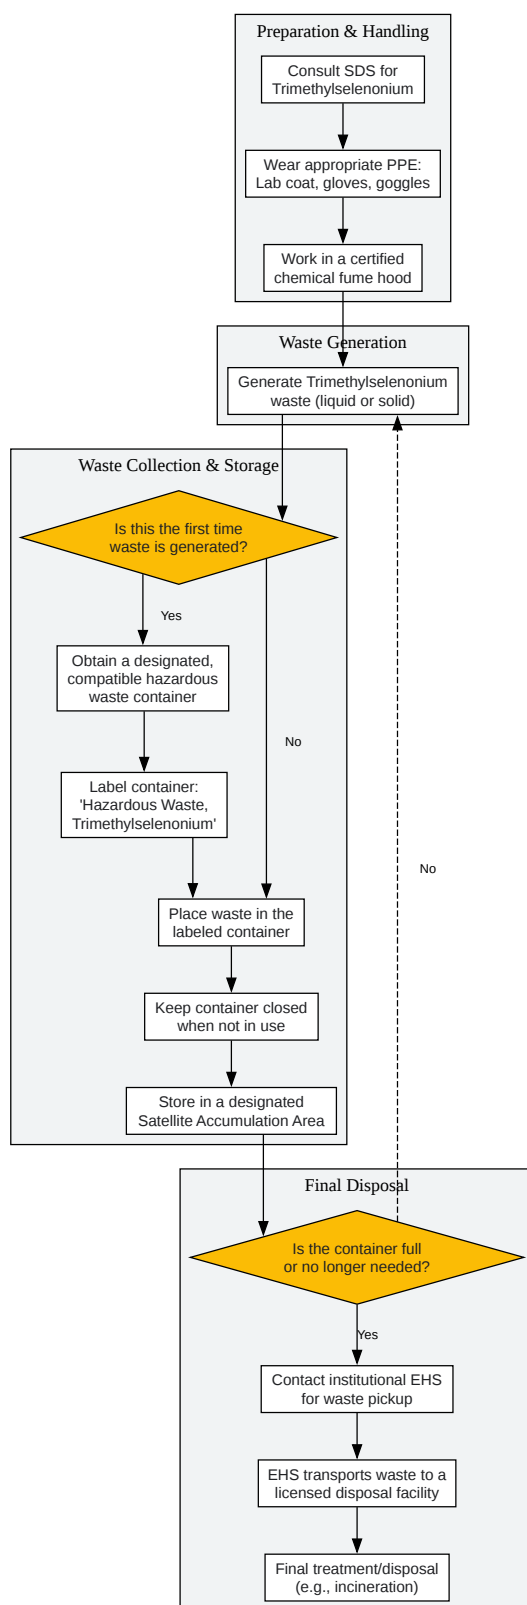 Preparation & Handling
Consult SDS for
Trimethylselenonium
Wear appropriate PPE:
Lab coat, gloves, goggles
Work in a certified
chemical fume hood
Waste Generation
Generate Trimethylselenonium
waste (liquid or solid)
Waste Collection & Storage
Is this the first time
waste is generated?
Yes
Obtain a designated,
compatible hazardous
waste container
No
Label container:
'Hazardous Waste,
Trimethylselenonium'
No
Place waste in the
labeled container
Keep container closed
when not in use
Store in a designated
Satellite Accumulation Area
Final Disposal
Is the container full
or no longer needed?
Yes
Contact institutional EHS
for waste pickup
EHS transports waste to a
licensed disposal facility
Final treatment/disposal
(e.g., incineration)